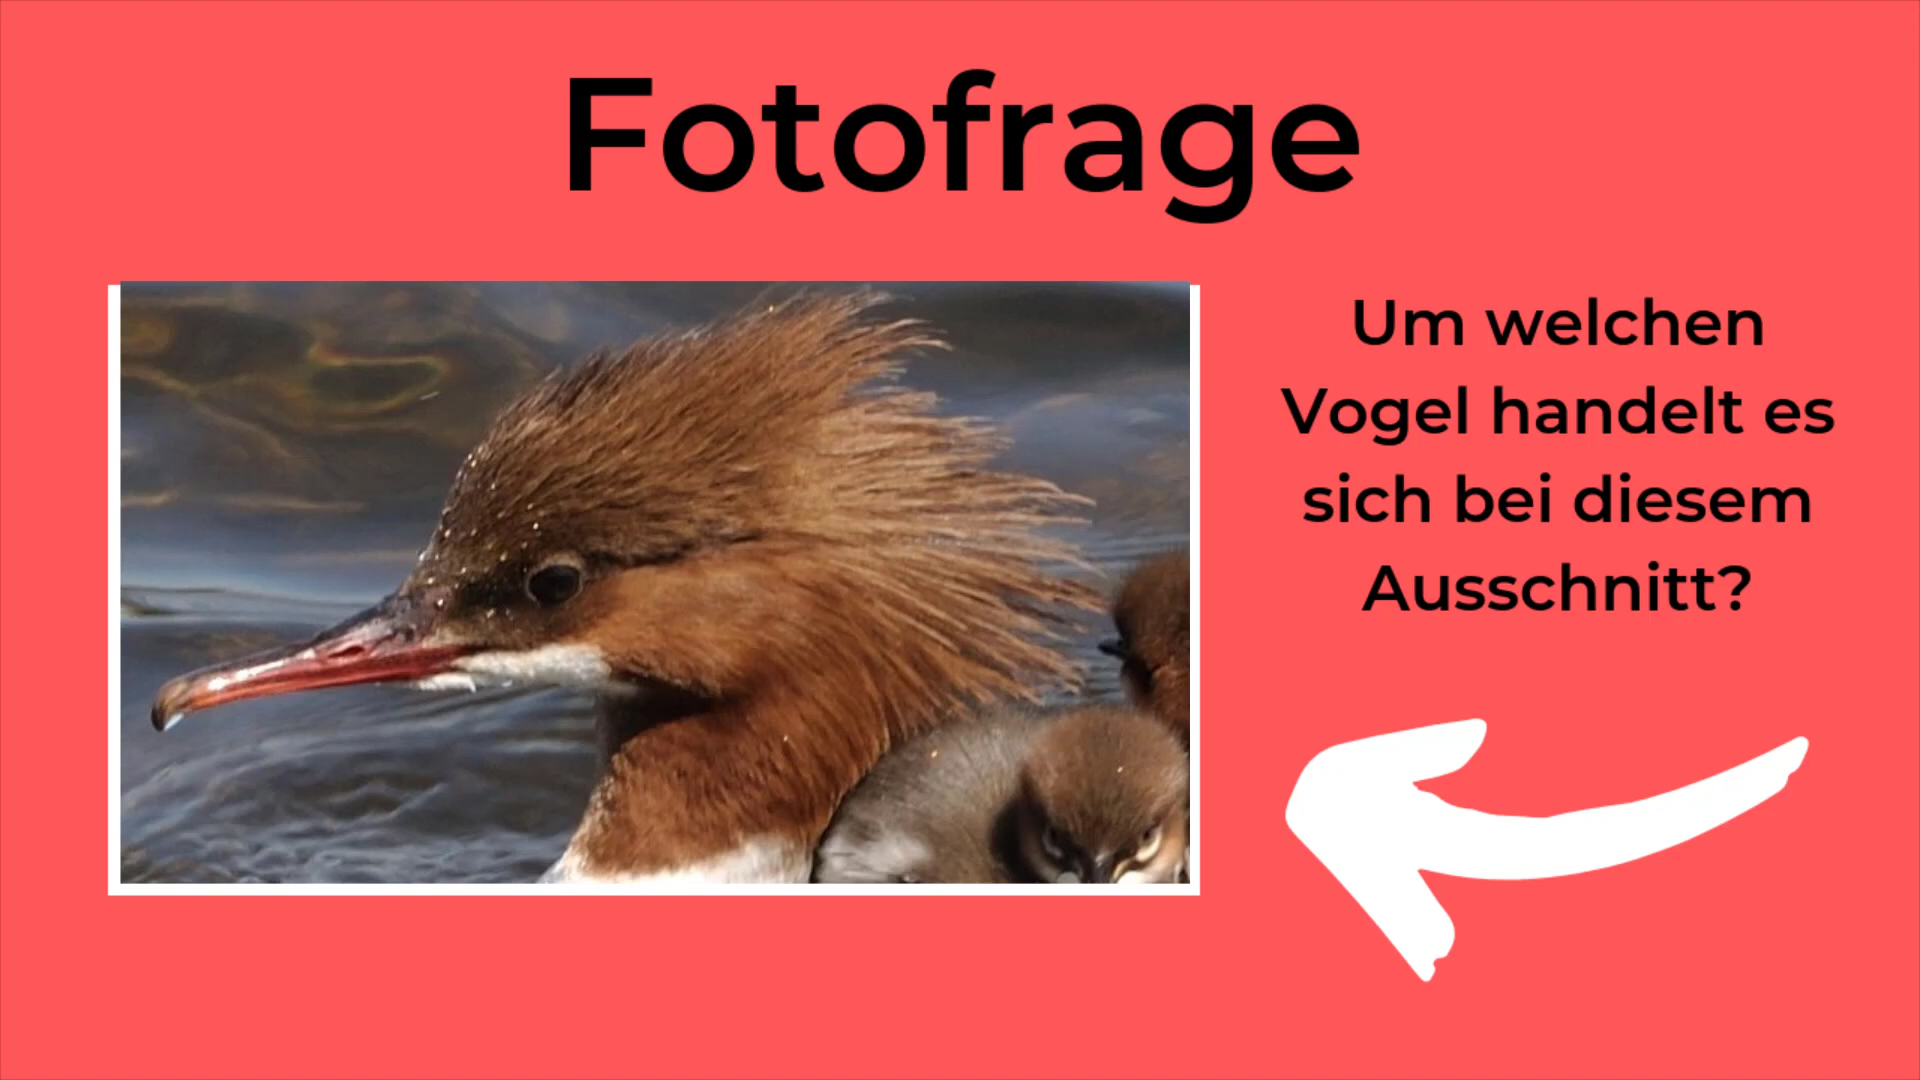 Fotofrage
Um welchen
Vogel handelt es
sich bei diesem
Ausschnitt?